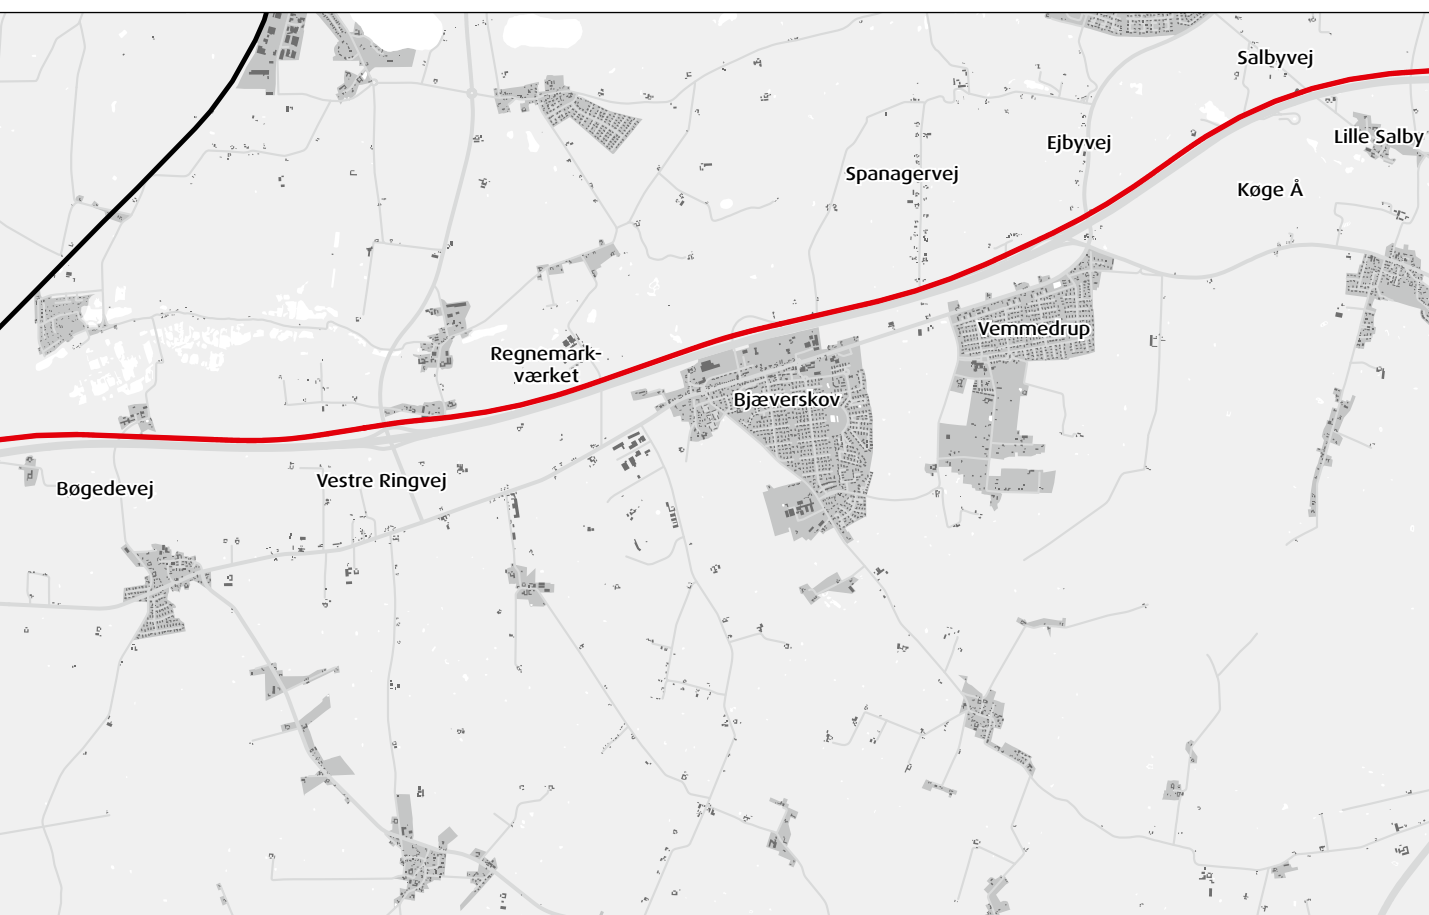 Salbyvej
Lille Salby
Ejbyvej
Spanagervej
Køge Å
Vemmedrup
Regnemark-
værket
Bjæverskov
Vestre Ringvej
Bøgedevej